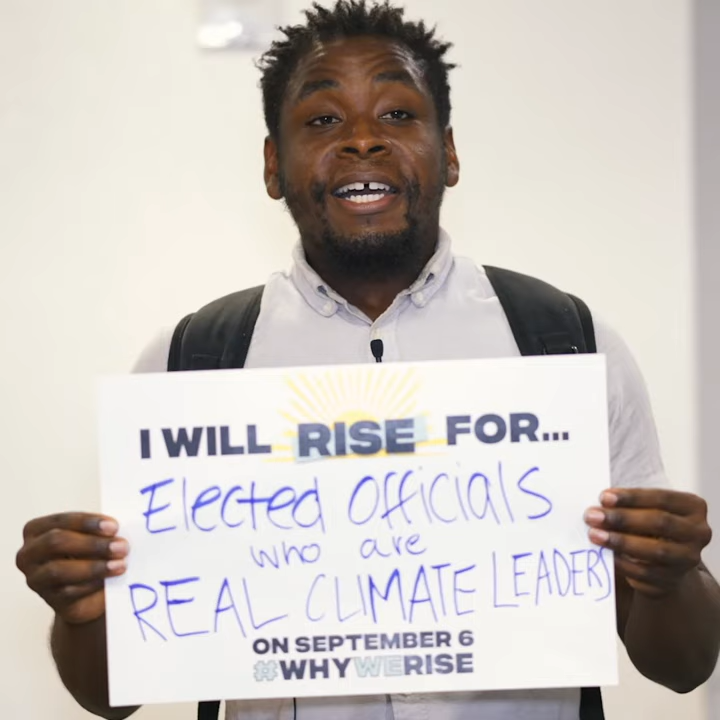 I WILL RISE FOR...
Elected Officials
who are
REAL CLIMATE LEADERS
ON SEPTEMBER 6
#WHYWERISE